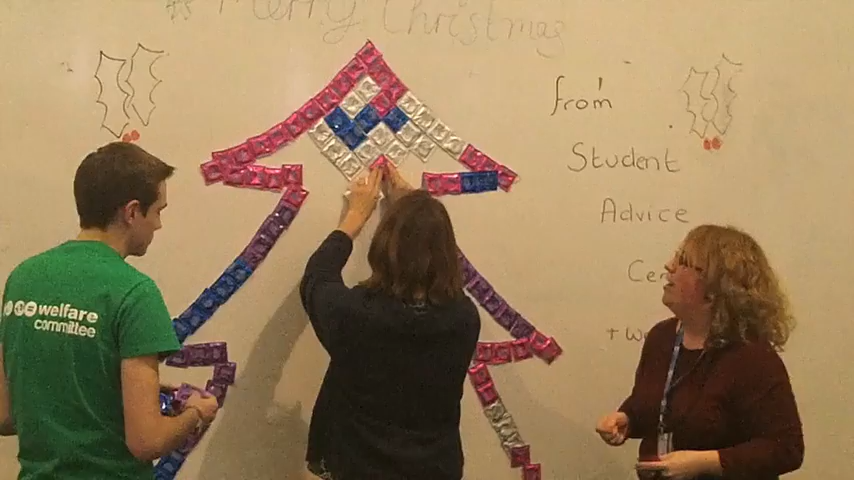 Merry Christmas
from
Student
Advice
welfare
committee